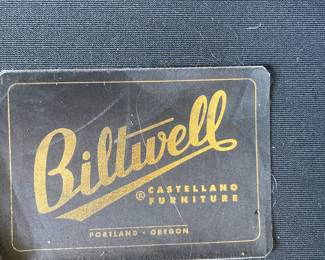 Biltwell
® CASTELLANO
FURNITURE
PORTLAND · OREGON